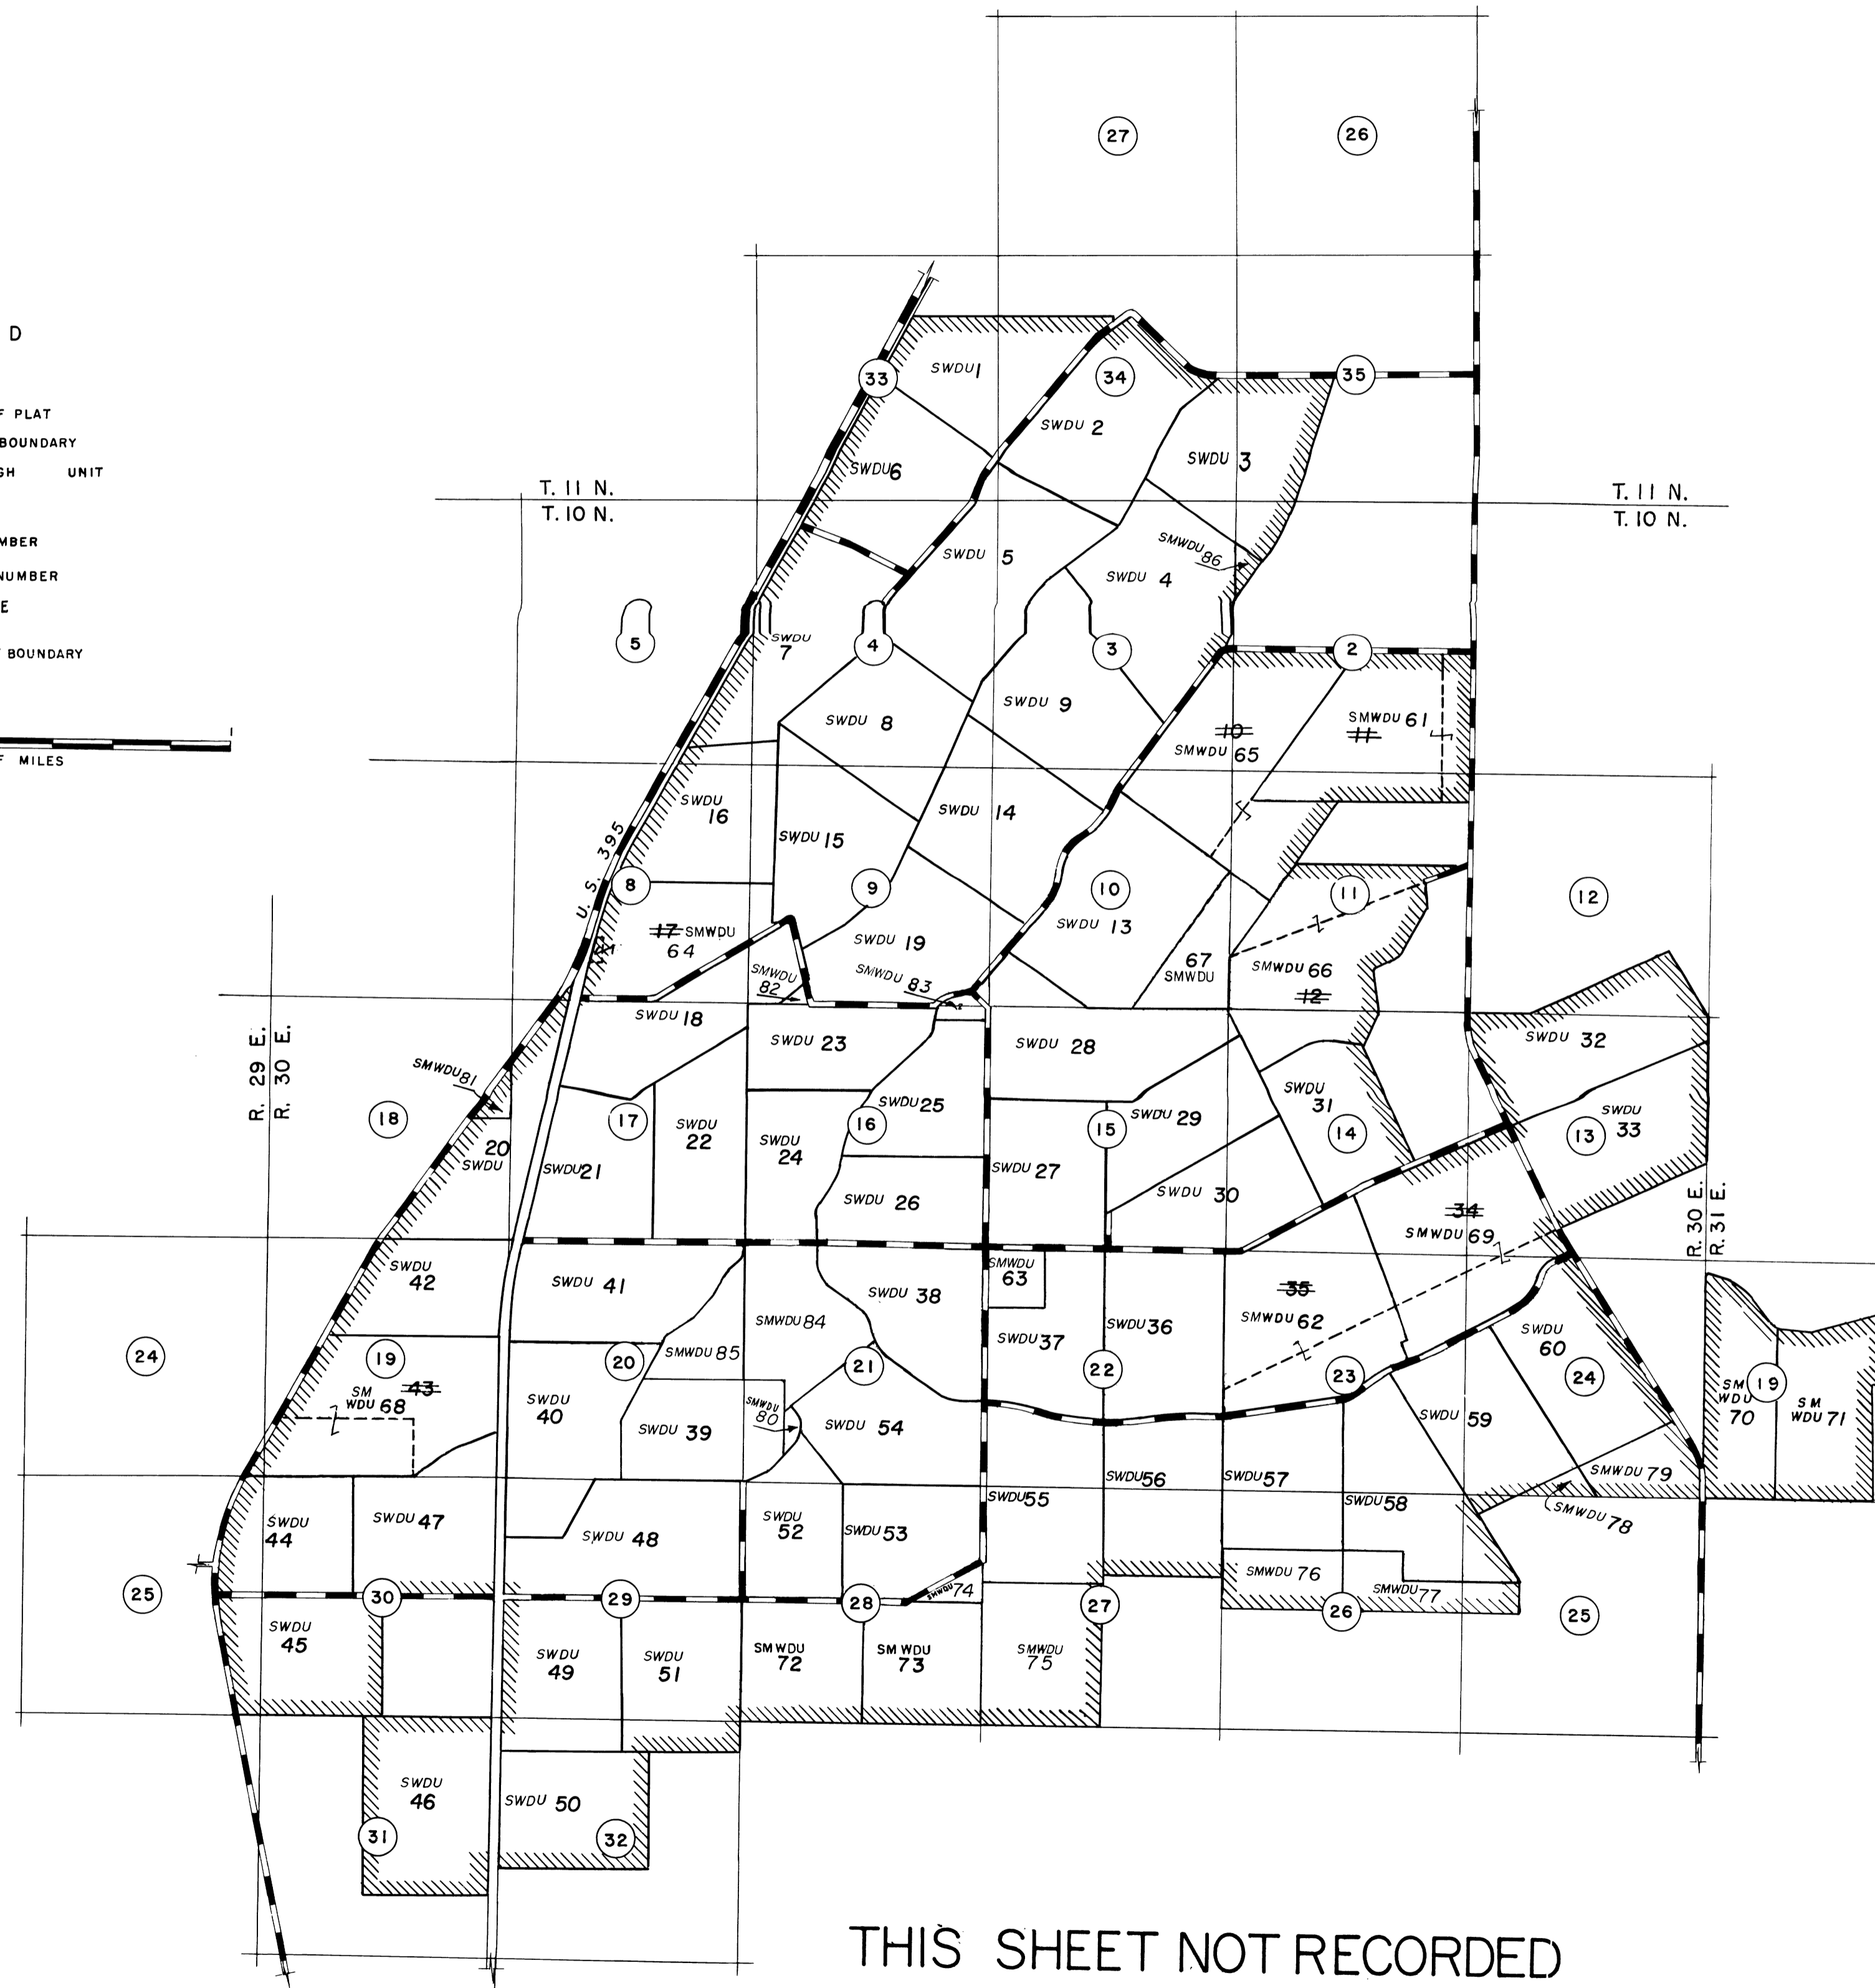 27
26
D
F PLAT
BOUNDARY
GH UNIT
MBER
NUMBER
E
BOUNDARY
1
F MILES
33
SWDU 1
34
35
SWDU 2
SWDU 3
SWDU 6
T. 11 N.
T. 10 N.
T. 11 N.
T. 10 N.
SWDU 5
SMWDU 86
SWDU 4
5
SWDU
7
4
3
2
SWDU 8
SWDU 9
10
SMWDU 65
SMWDU 61
11
SWDU
16
SWDU 15
SWDU 14
U. S. 395
8
9
10
11
12
17 SMWDU
64
SWDU 19
SWDU 13
67
SMWDU
SMWDU 66
12
SMWDU
82
SMWDU 83
SWDU 18
SWDU 23
SWDU 28
SWDU 32
R. 29 E.
R. 30 E.
SMWDU 81
18
17
SWDU
22
SWDU 25
16
SWDU
24
15
SWDU 29
SWDU
31
14
13
SWDU
33
20
SWDU
SWDU 21
SWDU 26
SWDU 27
SWDU 30
34
SMWDU 69
R. 30 E.
R. 31 E.
SWDU
42
SWDU 41
SWDU 38
SMWDU
63
35
SMWDU 62
SMWDU 84
SWDU 37
SWDU 36
SWDU
60
24
19
SM
WDU 68
43
20
SMWDU 85
21
22
23
24
19
SM
WDU
70
SM
WDU 71
SWDU
40
SMWDU
80
SWDU 39
SWDU 54
SWDU 59
SWDU 55
SWDU 56
SWDU 57
SWDU 58
SMWDU 79
SMWDU 78
SWDU
44
SWDU 47
SWDU 48
SWDU
52
SWDU 53
SMWDU 76
SMWDU 77
25
30
29
28
SMWDU 74
27
26
25
SWDU
45
SWDU
49
SWDU
51
SMWDU
72
SMWDU
73
SMWDU
75
SWDU
46
SWDU 50
31
32
THIS SHEET NOT RECORDED